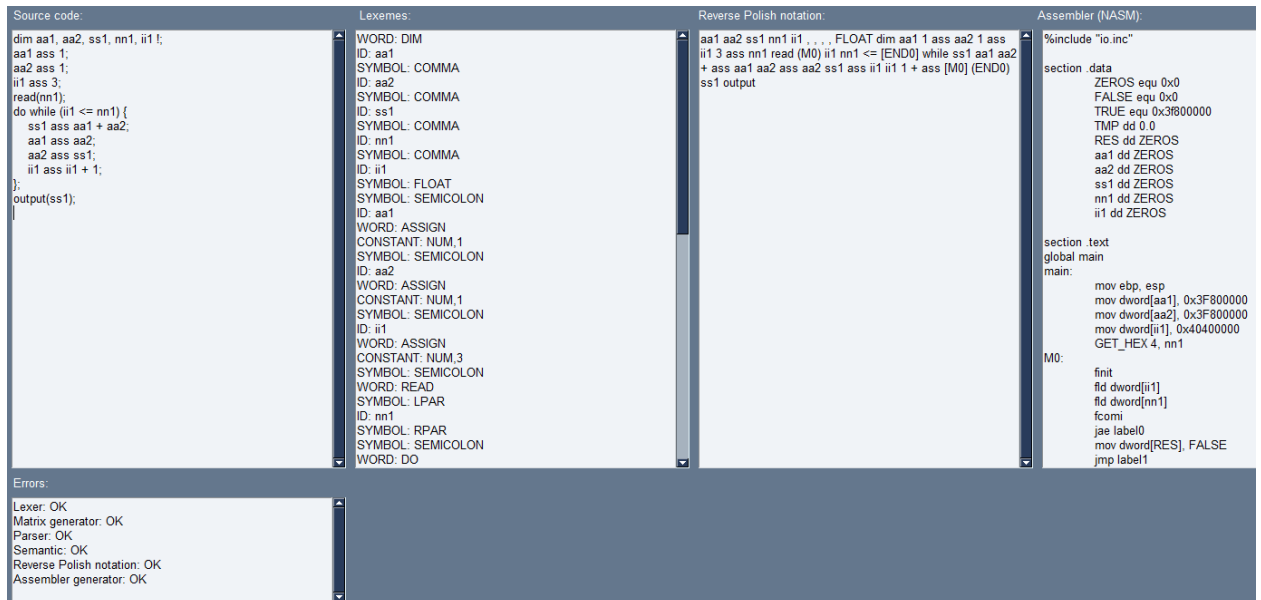 Source code:
dim aa1, aa2, ss1, nn1, ii1 !;
aa1 ass 1;
aa2 ass 1;
ii1 ass 3;
read(nn1);
do while (ii1 <= nn1) {
ss1 ass aa1 + aa2;
aa1 ass aa2;
aa2 ass ss1;
ii1 ass ii1 + 1;
};
output(ss1);
Lexemes:
WORD: DIM
ID: aa1
SYMBOL: COMMA
ID: aa2
SYMBOL: COMMA
ID: ss1
SYMBOL: COMMA
ID: nn1
SYMBOL: COMMA
ID: ii1
SYMBOL: FLOAT
SYMBOL: SEMICOLON
ID: aa1
WORD: ASSIGN
CONSTANT: NUM,1
SYMBOL: SEMICOLON
ID: aa2
WORD: ASSIGN
CONSTANT: NUM,1
SYMBOL: SEMICOLON
ID: ii1
WORD: ASSIGN
CONSTANT: NUM,3
SYMBOL: SEMICOLON
WORD: READ
SYMBOL: LPAR
ID: nn1
SYMBOL: RPAR
SYMBOL: SEMICOLON
WORD: DO
Reverse Polish notation:
aa1 aa2 ss1 nn1 ii1 , , , , FLOAT dim aa1 1 ass aa2 1 ass
ii1 3 ass nn1 read (M0) ii1 nn1 <= [END0] while ss1 aa1 aa2
+ ass aa1 aa2 ass aa2 ss1 ass ii1 ii1 1 + ass [M0] (END0)
ss1 output
Assembler (NASM):
%include "io.inc"
section .data
ZEROS equ 0x0
FALSE equ 0x0
TRUE equ 0x3f800000
TMP dd 0.0
RES dd ZEROS
aa1 dd ZEROS
aa2 dd ZEROS
ss1 dd ZEROS
nn1 dd ZEROS
ii1 dd ZEROS
section .text
global main
main:
mov ebp, esp
mov dword[aa1], 0x3F800000
mov dword[aa2], 0x3F800000
mov dword[ii1], 0x40400000
GET_HEX 4, nn1
M0:
finit
fld dword[ii1]
fld dword[nn1]
fcomi
jae label0
mov dword[RES], FALSE
jmp label1
Errors:
Lexer: OK
Matrix generator: OK
Parser: OK
Semantic: OK
Reverse Polish notation: OK
Assembler generator: OK